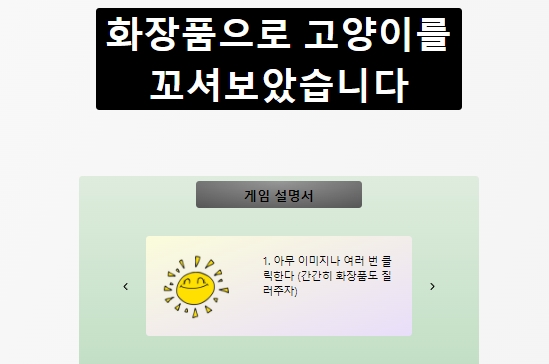 화장품으로 고양이를
꼬셔보았습니다
게임 설명서
1. 아무 이미지나 여러 번 클
릭한다 (간간히 화장품도 질
러주자)